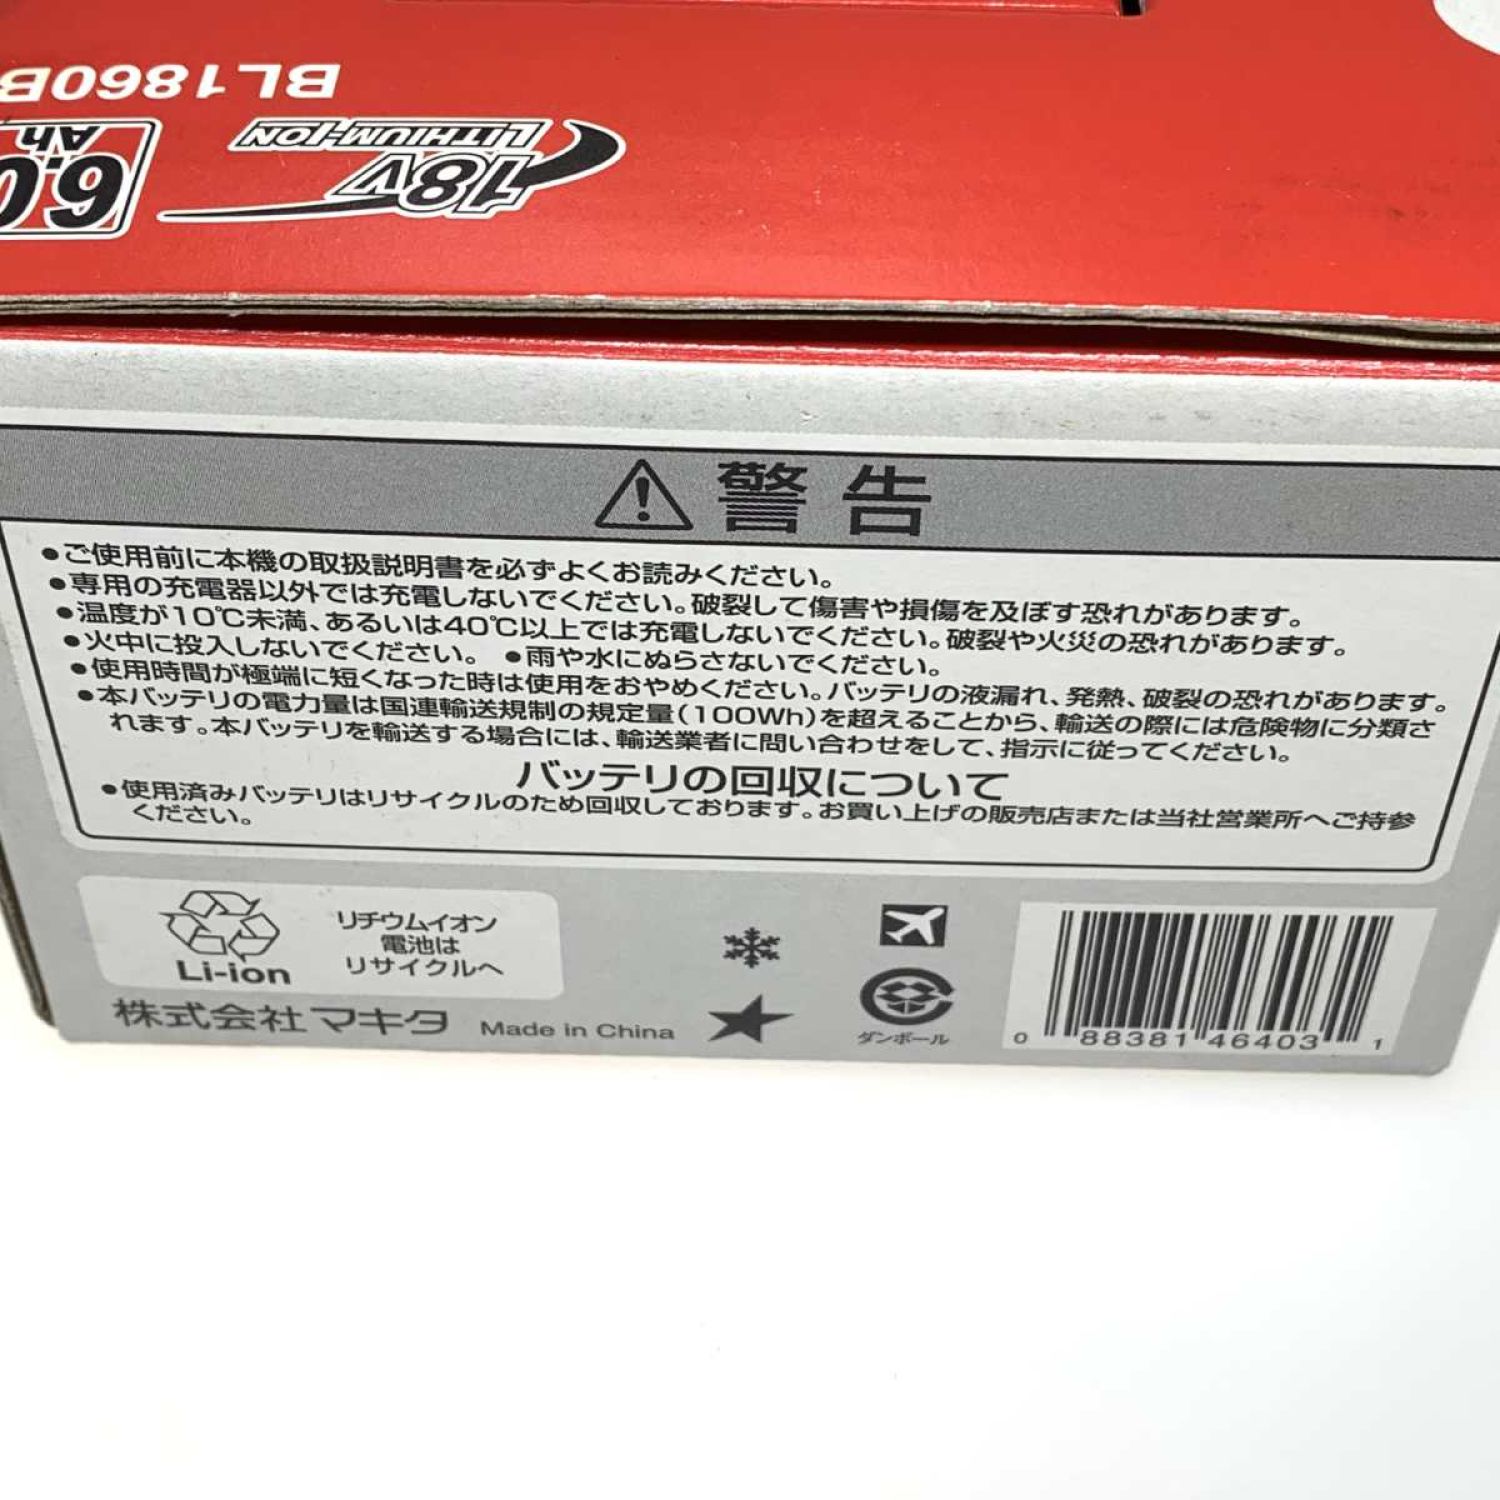 BL1860B
LITHIUM-ION
18V
6.0
Ah
警告
●ご使用前に本機の取扱説明書を必ずよくお読みください。
●専用の充電器以外では充電しないでください。破裂して傷害や損傷を及ぼす恐れがあります。
●温度が10℃未満、あるいは40℃以上では充電しないでください。破裂や火災の恐れがあります。
●火中に投入しないでください。 ●雨や水にぬらさないでください。
●使用時間が極端に短くなった時は使用をおやめください。バッテリの液漏れ、発熱、破裂の恐れがあります。
●本バッテリの電力量は国連輸送規制の規定量(100Wh)を超えることから、輸送の際には危険物に分類さ
れます。本バッテリを輸送する場合には、輸送業者に問い合わせをして、指示に従ってください。
バッテリの回収について
●使用済みバッテリはリサイクルのため回収しております。お買い上げの販売店または当社営業所へご持参
ください。
Li-ion
リチウムイオン
電池は
リサイクルへ
株式会社マキタ Made in China
ダンボール
0 88381 46403 1